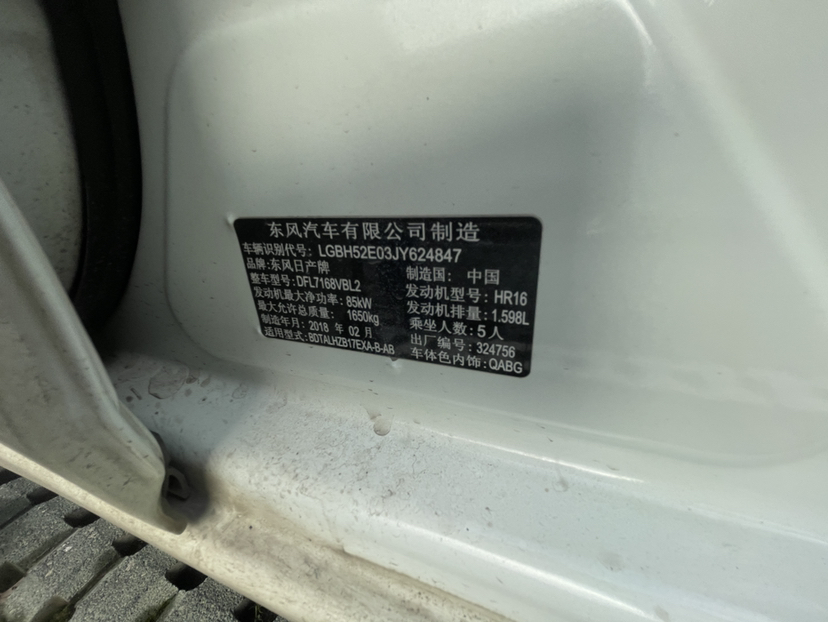 东风汽车有限公司制造
车辆识别代号: LGBH52E03JY624847
品牌:东风日产牌 制造国: 中国
整车型号:DFL7168VBL2 发动机型号: HR16
发动机最大净功率: 85kW 发动机排量: 1.598L
最大允许总质量: 1650kg 乘坐人数: 5 人
制造年月: 2018 年 02 月 出厂编号: 324756
适用型号: BDTALHZB17EXA-B-AB 车体色内饰:QABG